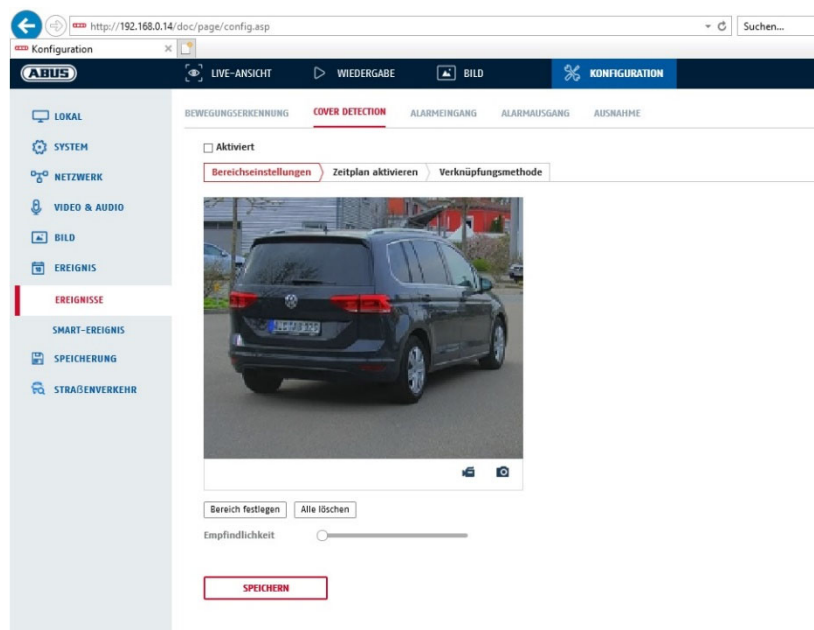 http://192.168.0.14/doc/page/config.asp
Suchen...
Konfiguration
ABUS
LIVE-ANSICHT
WIEDERGABE
BILD
KONFIGURATION
LOKAL
SYSTEM
NETZWERK
VIDEO & AUDIO
BILD
EREIGNIS
EREIGNISSE
SMART-EREIGNIS
SPEICHERUNG
STRAßENVERKEHR
BEWEGUNGSERKENNUNG
COVER DETECTION
ALARMEINGANG
ALARMAUSGANG
AUSNAHME
Aktiviert
Bereichseinstellungen
Zeitplan aktivieren
Verknüpfungsmethode
Bereich festlegen
Alle löschen
Empfindlichkeit
SPEICHERN